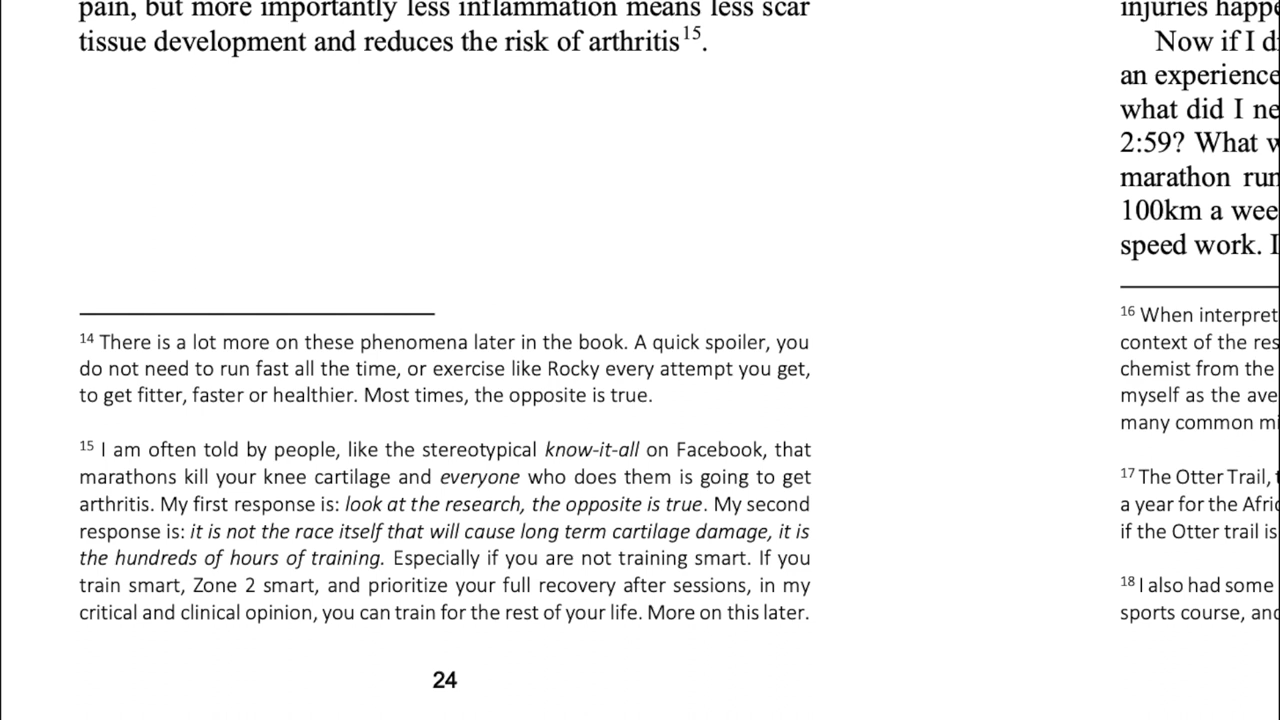 pain, but more importantly less inflammation means less scar
tissue development and reduces the risk of arthritis¹⁵.
¹⁴ There is a lot more on these phenomena later in the book. A quick spoiler, you
do not need to run fast all the time, or exercise like Rocky every attempt you get,
to get fitter, faster or healthier. Most times, the opposite is true.
¹⁵ I am often told by people, like the stereotypical know-it-all on Facebook, that
marathons kill your knee cartilage and everyone who does them is going to get
arthritis. My first response is: look at the research, the opposite is true. My second
response is: it is not the race itself that will cause long term cartilage damage, it is
the hundreds of hours of training. Especially if you are not training smart. If you
train smart, Zone 2 smart, and prioritize your full recovery after sessions, in my
critical and clinical opinion, you can train for the rest of your life. More on this later.
24
injuries
Now if I
an experience
what did I
2:59? What
marathon
100km a
speed work.
¹⁶ When
context of the
chemist from the
myself as the
many common
¹⁷ The Otter Trail,
a year for the
if the Otter trail is
¹⁸ I also had some
sports course,